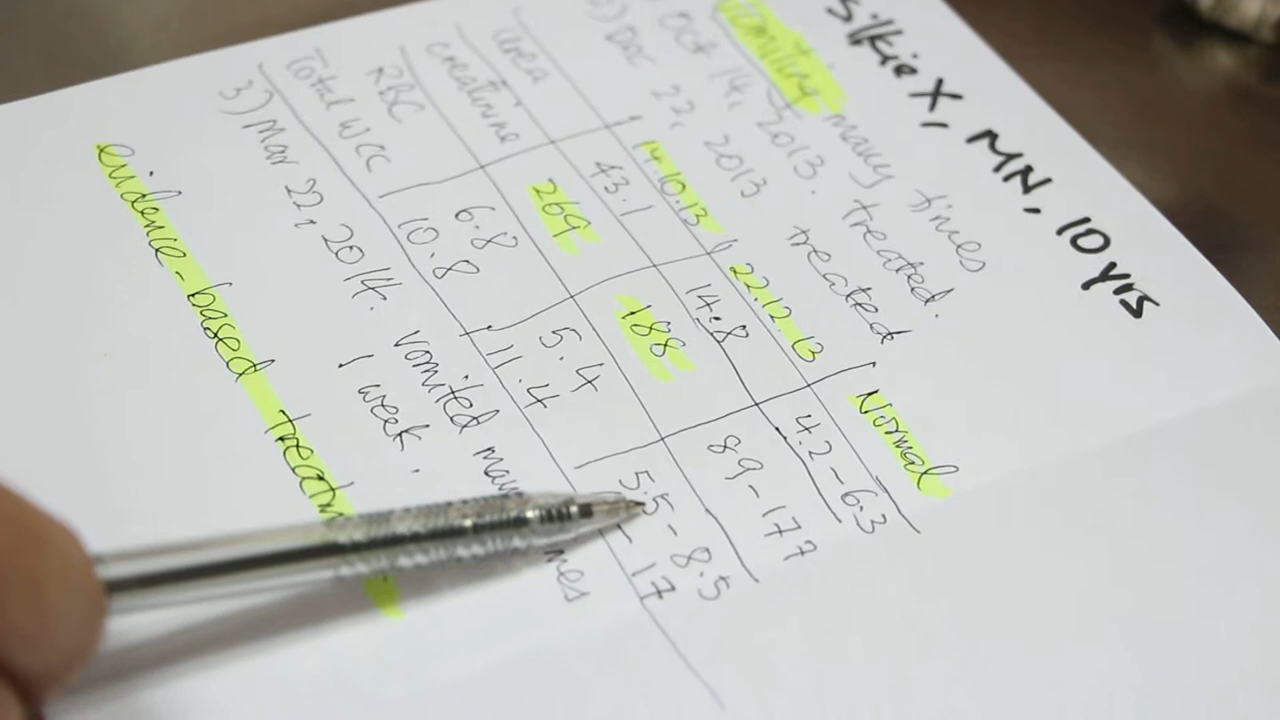 Silkie X, MN, 10 yrs
vomiting many times
1) Oct 14, 2013. treated.
2) Dec 22, 2013 treated
14.10.13 22.12.13 Normal
Urea 43.1 14.8 4.2-6.3
Creatinine 269 188 89-177
RBC 6.8 5.4 5.5-8.5
Total WCC 10.8 11.4 - 17
3) Mar 22, 2014. vomited many
1 week.
evidence-based